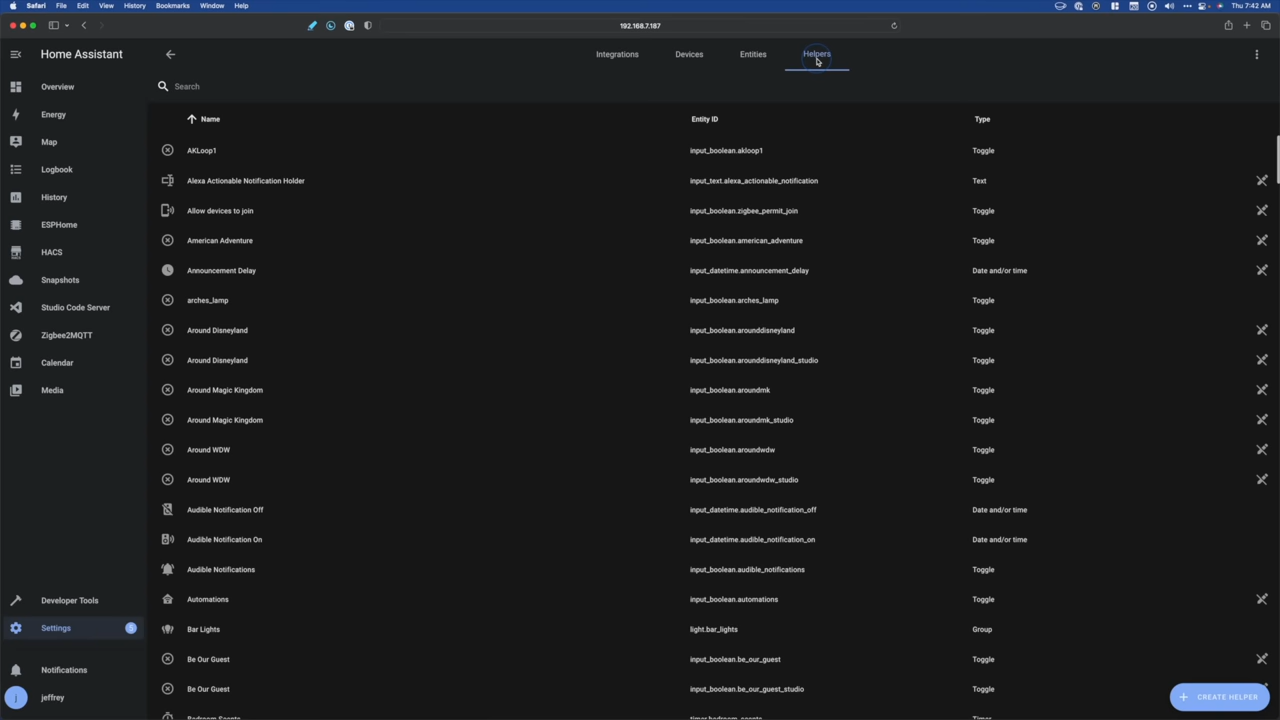 Safari File Edit View History Bookmarks Window Help Thu 7:42 AM
192.168.7.187
Home Assistant
Integrations Devices Entities Helpers
Overview
Energy
Map
Logbook
History
ESPHome
HACS
Snapshots
Studio Code Server
Zigbee2MQTT
Calendar
Media
Developer Tools
Settings 5
Notifications
j jeffrey
Search
Name Entity ID Type
AKLoop1 input_boolean.akloop1 Toggle
Alexa Actionable Notification Holder input_text.alexa_actionable_notification Text
Allow devices to join input_boolean.zigbee_permit_join Toggle
American Adventure input_boolean.american_adventure Toggle
Announcement Delay input_datetime.announcement_delay Date and/or time
arches_lamp input_boolean.arches_lamp Toggle
Around Disneyland input_boolean.arounddisneyland Toggle
Around Disneyland input_boolean.arounddisneyland_studio Toggle
Around Magic Kingdom input_boolean.aroundmk Toggle
Around Magic Kingdom input_boolean.aroundmk_studio Toggle
Around WDW input_boolean.aroundwdw Toggle
Around WDW input_boolean.aroundwdw_studio Toggle
Audible Notification Off input_datetime.audible_notification_off Date and/or time
Audible Notification On input_datetime.audible_notification_on Date and/or time
Audible Notifications input_boolean.audible_notifications Toggle
Automations input_boolean.automations Toggle
Bar Lights light.bar_lights Group
Be Our Guest input_boolean.be_our_guest Toggle
Be Our Guest input_boolean.be_our_guest_studio Toggle
Bedroom Scents timer.bedroom_scents Timer
CREATE HELPER